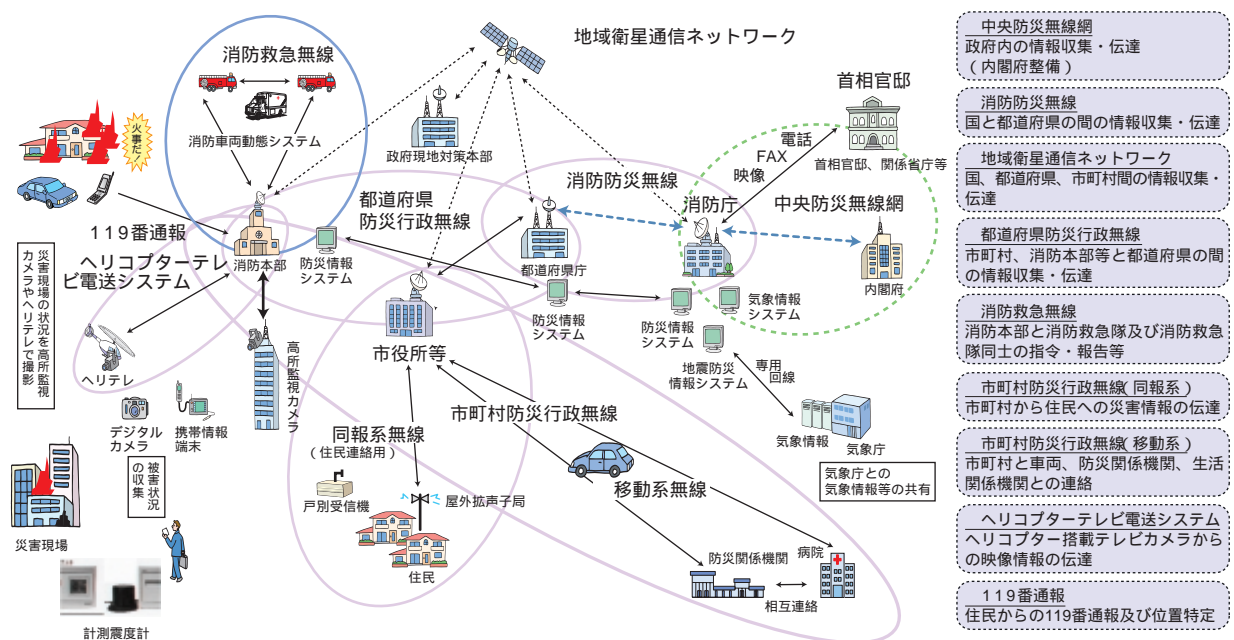 地域衛星通信ネットワーク
消防救急無線
消防車両動態システム
火事だ!
政府現地対策本部
首相官邸
首相官邸、関係省庁等
電話
FAX
映像
消防防災無線
消防庁
中央防災無線網
内閣府
都道府県
防災行政無線
都道府県庁
119番通報
消防本部
防災情報
システム
ヘリコプターテレ
ビ電送システム
災害現場の状況を高所監視
カメラやヘリテレで撮影
ヘリテレ
高所監視カメラ
市役所等
防災情報
システム
防災情報
システム
気象情報
システム
地震防災
情報システム
専用
回線
気象情報
気象庁
気象庁との
気象情報等の共有
デジタル
カメラ
携帯情報
端末
被害状況
の収集
災害現場
計測震度計
同報系無線
(住民連絡用)
戸別受信機
屋外拡声子局
住民
市町村防災行政無線
移動系無線
防災関係機関
病院
相互連絡
中央防災無線網
政府内の情報収集・伝達
(内閣府整備)
消防防災無線
国と都道府県の間の情報収集・伝達
地域衛星通信ネットワーク
国、都道府県、市町村間の情報収集・
伝達
都道府県防災行政無線
市町村、消防本部等と都道府県の間
の情報収集・伝達
消防救急無線
消防本部と消防救急隊及び消防救急
隊同士の指令・報告等
市町村防災行政無線(同報系)
市町村から住民への災害情報の伝達
市町村防災行政無線(移動系)
市町村と車両、防災関係機関、生活
関係機関との連絡
ヘリコプターテレビ電送システム
ヘリコプター搭載テレビカメラから
の映像情報の伝達
119番通報
住民からの119番通報及び位置特定